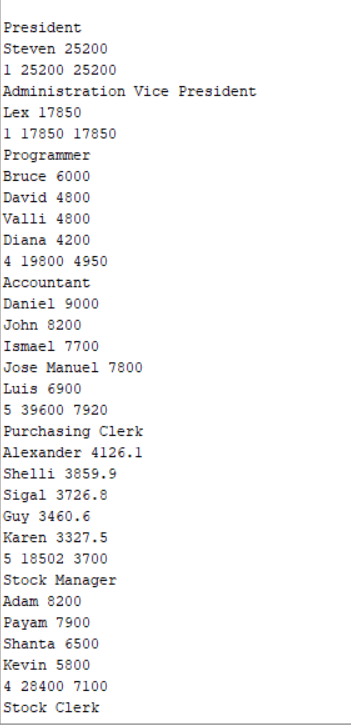 President
Steven 25200
1 25200 25200
Administration Vice President
Lex 17850
1 17850 17850
Programmer
Bruce 6000
David 4800
Valli 4800
Diana 4200
4 19800 4950
Accountant
Daniel 9000
John 8200
Ismael 7700
Jose Manuel 7800
Luis 6900
5 39600 7920
Purchasing Clerk
Alexander 4126.1
Shelli 3859.9
Sigal 3726.8
Guy 3460.6
Karen 3327.5
5 18502 3700
Stock Manager
Adam 8200
Payam 7900
Shanta 6500
Kevin 5800
4 28400 7100
Stock Clerk